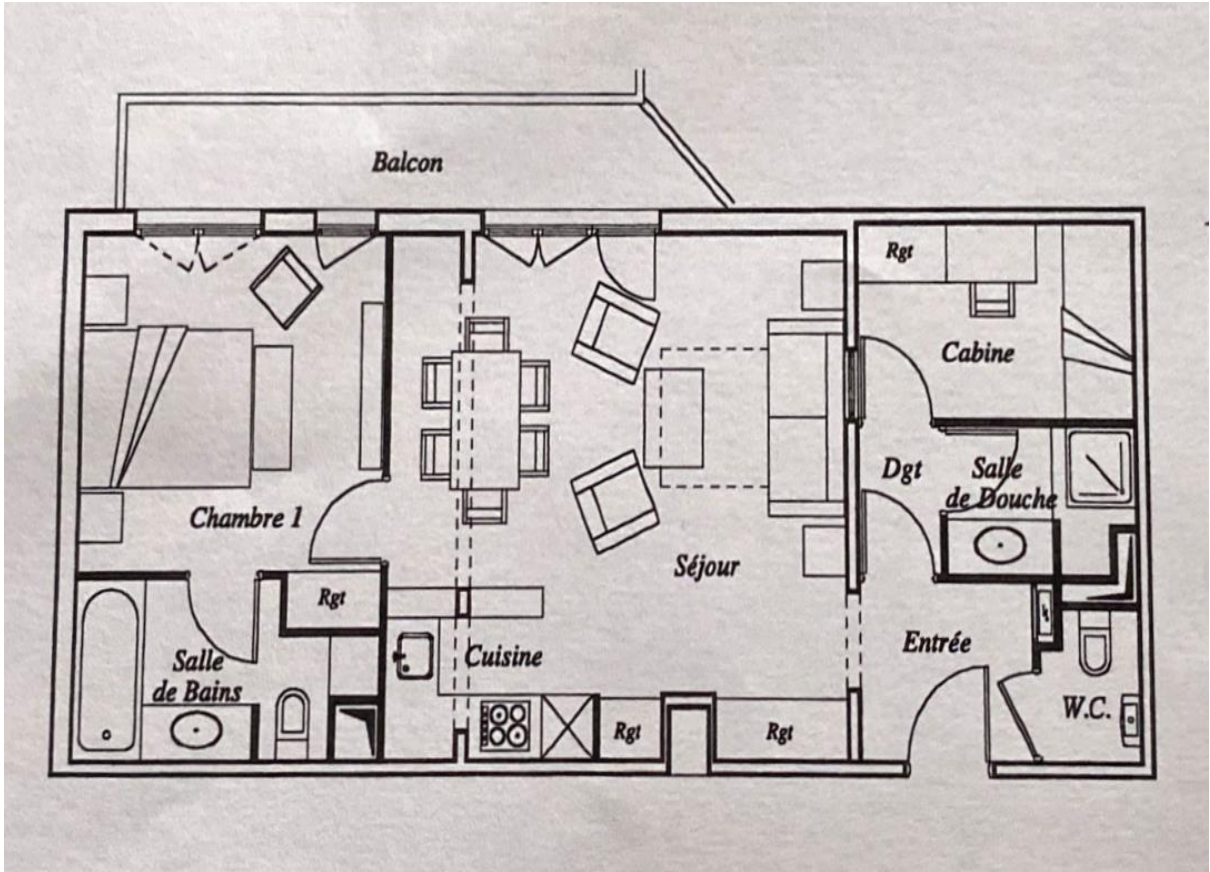 Balcon
Rgt
Cabine
Dgt
Salle
de Douche
Chambre 1
Séjour
Rgt
Entrée
Cuisine
Salle
de Bains
W.C.
Rgt
Rgt